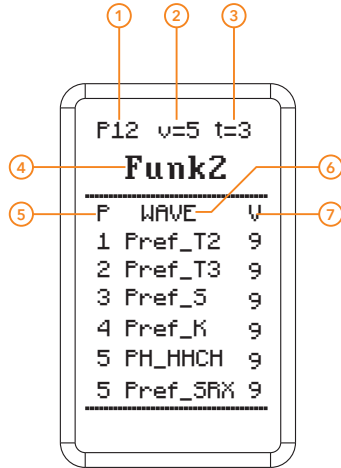 1 2 3
P12 v=5 t=3
4 Funk2 6
5 P WAVE V 7
1 Pref_T2 9
2 Pref_T3 9
3 Pref_S 9
4 Pref_K 9
5 PH_HHCH 9
5 Pref_SRX 9